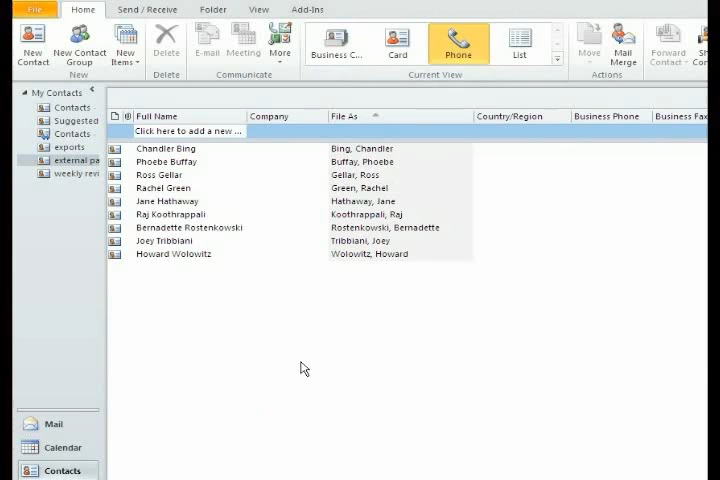 File Home Send / Receive Folder View Add-Ins
New Contact New Contact Group New Items Delete E-mail Meeting More Business C... Card Phone List Move Mail Merge Forward Contact
New Delete Communicate Current View Actions
My Contacts
Contacts
Suggested
Contacts
exports
external pa
weekly revi
Full Name Company File As Country/Region Business Phone Business Fax
Click here to add a new ...
Chandler Bing Bing, Chandler
Phoebe Buffay Buffay, Phoebe
Ross Gellar Gellar, Ross
Rachel Green Green, Rachel
Jane Hathaway Hathaway, Jane
Raj Koothrappali Koothrappali, Raj
Bernadette Rostenkowski Rostenkowski, Bernadette
Joey Tribbiani Tribbiani, Joey
Howard Wolowitz Wolowitz, Howard
Mail
Calendar
Contacts